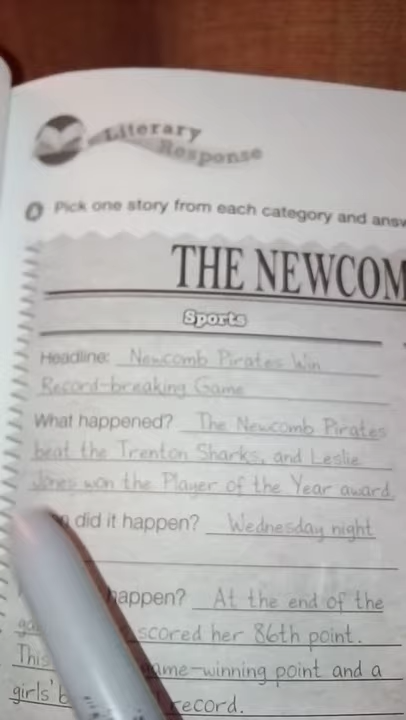 Literary
Response
Pick one story from each category and
THE NEWCOM
Sports
Headline: Newcomb Pirates Win
Record-breaking Game
What happened? The Newcomb Pirates
beat the Trenton Sharks, and Leslie
Jones won the Player of the Year award.
did it happen? Wednesday night
happen? At the end of the
scored her 86th point.
This ame-winning point and a
girls' record.